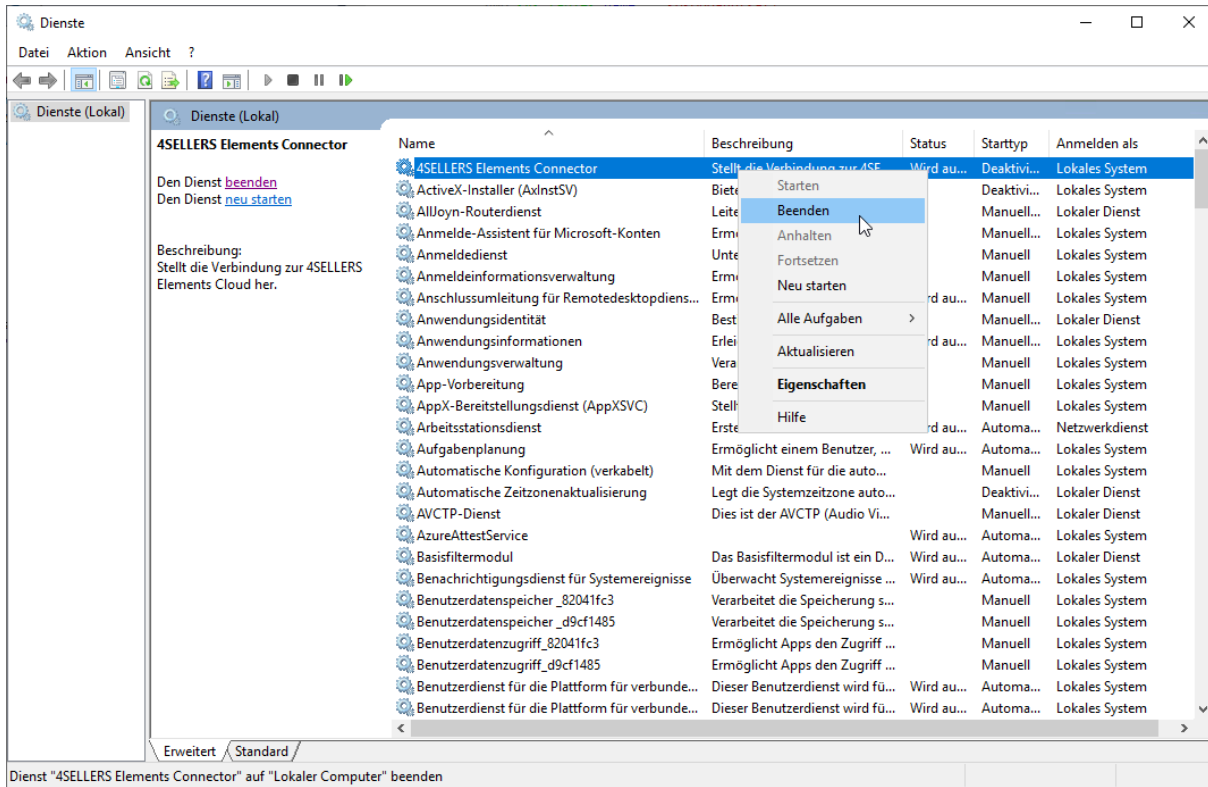 Dienste
Datei Aktion Ansicht ?
Dienste (Lokal)
Dienste (Lokal)
4SELLERS Elements Connector
Den Dienst beenden
Den Dienst neu starten
Beschreibung:
Stellt die Verbindung zur 4SELLERS
Elements Cloud her.
Name Beschreibung Status Starttyp Anmelden als
4SELLERS Elements Connector Stellt die Verbindung zur 4SE... Wird au... Deaktivi... Lokales System
ActiveX-Installer (AxInstSV) Biete Deaktivi... Lokales System
AllJoyn-Routerdienst Leite Manuell... Lokaler Dienst
Anmelde-Assistent für Microsoft-Konten Erm Manuell... Lokales System
Anmeldedienst Unte Manuell Lokales System
Anmeldeinformationsverwaltung Erm Manuell Lokales System
Anschlussumleitung für Remotedesktopdiens... Erm rd au... Manuell Lokales System
Anwendungsidentität Best Manuell... Lokaler Dienst
Anwendungsinformationen Erlei rd au... Manuell... Lokales System
Anwendungsverwaltung Vera Manuell Lokales System
App-Vorbereitung Bere Manuell Lokales System
AppX-Bereitstellungsdienst (AppXSVC) Stell Manuell Lokales System
Arbeitsstationsdienst Erste rd au... Automa... Netzwerkdienst
Aufgabenplanung Ermöglicht einem Benutzer, ... Wird au... Automa... Lokales System
Automatische Konfiguration (verkabelt) Mit dem Dienst für die auto... Manuell Lokales System
Automatische Zeitzonenaktualisierung Legt die Systemzeitzone auto... Deaktivi... Lokaler Dienst
AVCTP-Dienst Dies ist der AVCTP (Audio Vi... Manuell... Lokaler Dienst
AzureAttestService Wird au... Automa... Lokales System
Basisfiltermodul Das Basisfiltermodul ist ein D... Wird au... Automa... Lokaler Dienst
Benachrichtigungsdienst für Systemereignisse Überwacht Systemereignisse ... Wird au... Automa... Lokales System
Benutzerdatenspeicher _82041fc3 Verarbeitet die Speicherung s... Manuell Lokales System
Benutzerdatenspeicher _d9cf1485 Verarbeitet die Speicherung s... Manuell Lokales System
Benutzerdatenzugriff_82041fc3 Ermöglicht Apps den Zugriff ... Manuell Lokales System
Benutzerdatenzugriff_d9cf1485 Ermöglicht Apps den Zugriff ... Manuell Lokales System
Benutzerdienst für die Plattform für verbunde... Dieser Benutzerdienst wird fü... Wird au... Automa... Lokales System
Benutzerdienst für die Plattform für verbunde... Dieser Benutzerdienst wird fü... Wird au... Automa... Lokales System
Starten
Beenden
Anhalten
Fortsetzen
Neu starten
Alle Aufgaben
Aktualisieren
Eigenschaften
Hilfe
Erweitert Standard
Dienst "4SELLERS Elements Connector" auf "Lokaler Computer" beenden